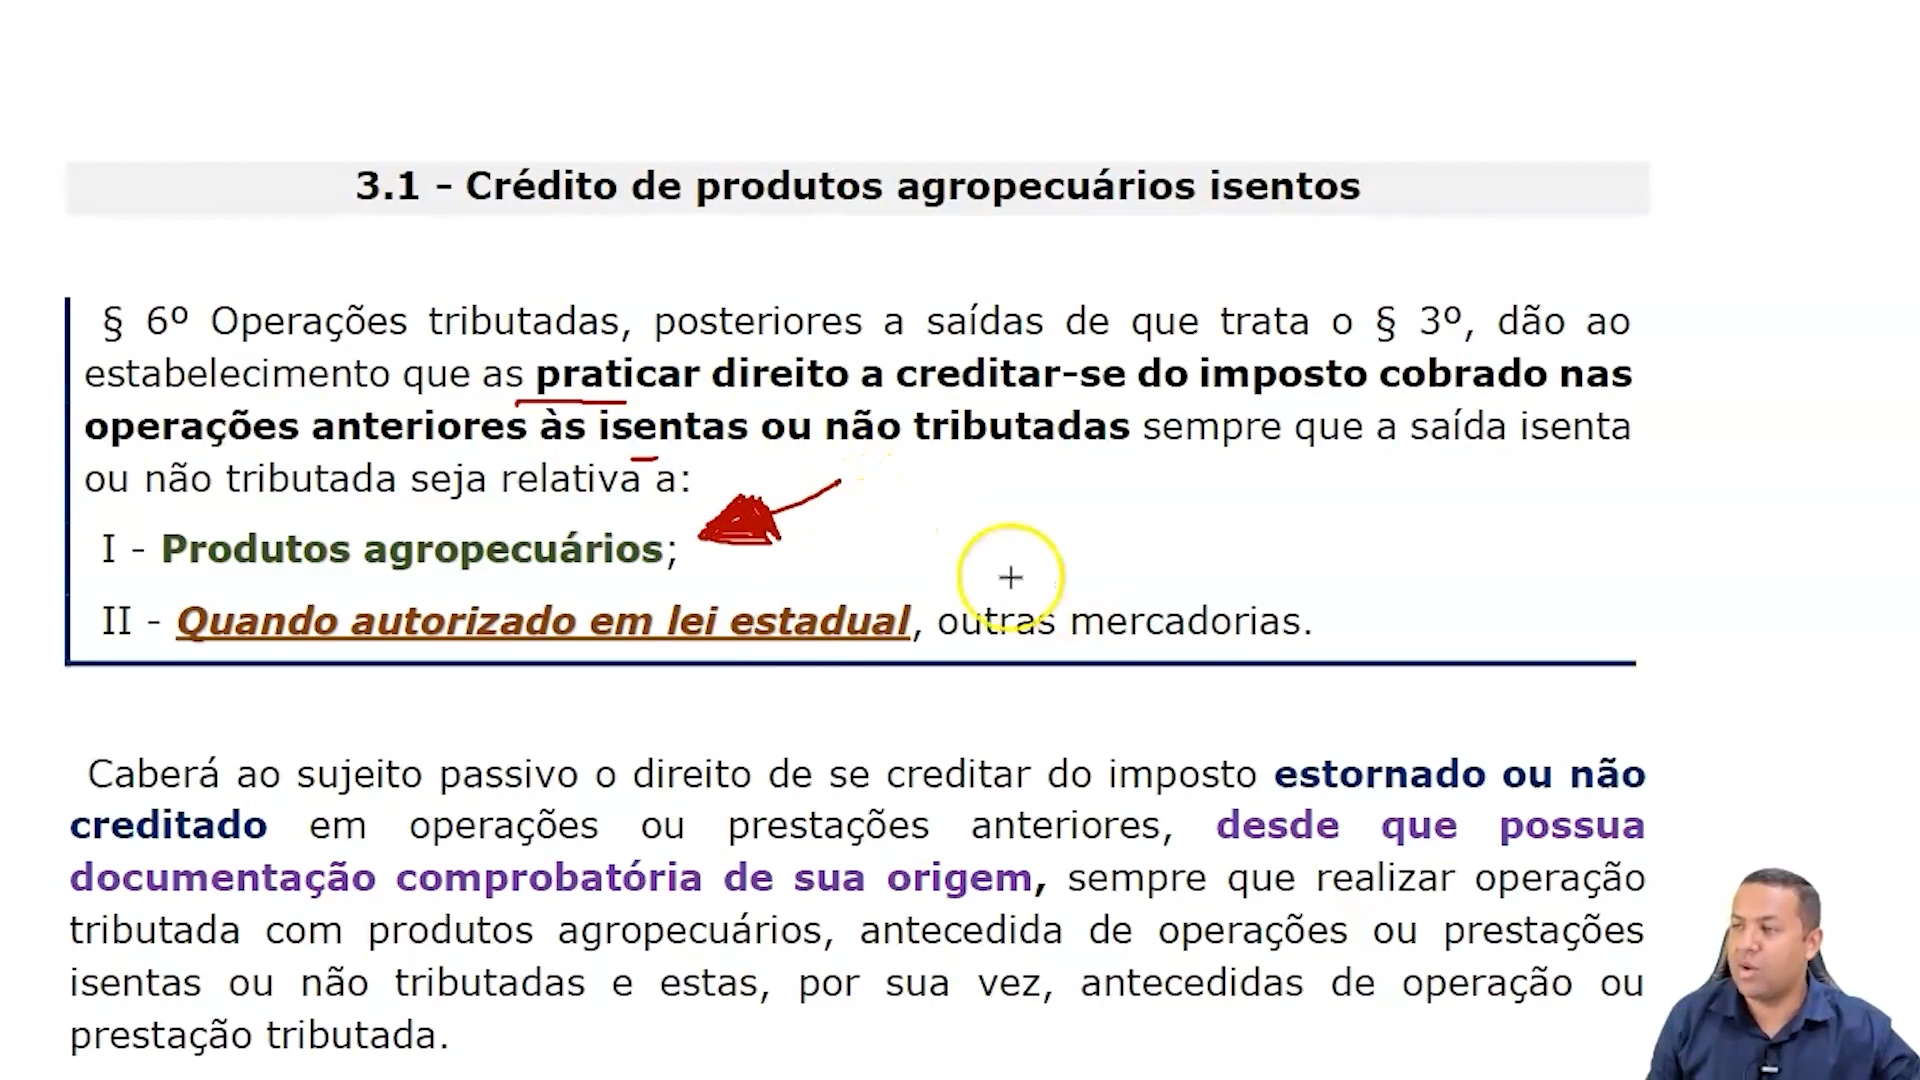 3.1 - Crédito de produtos agropecuários isentos
§ 6º Operações tributadas, posteriores a saídas de que trata o § 3º, dão ao
estabelecimento que as praticar direito a creditar-se do imposto cobrado nas
operações anteriores às isentas ou não tributadas sempre que a saída isenta
ou não tributada seja relativa a:
I - Produtos agropecuários;
II - Quando autorizado em lei estadual, outras mercadorias.
Caberá ao sujeito passivo o direito de se creditar do imposto estornado ou não
creditado em operações ou prestações anteriores, desde que possua
documentação comprobatória de sua origem, sempre que realizar operação
tributada com produtos agropecuários, antecedida de operações ou prestações
isentas ou não tributadas e estas, por sua vez, antecedidas de operação ou
prestação tributada.